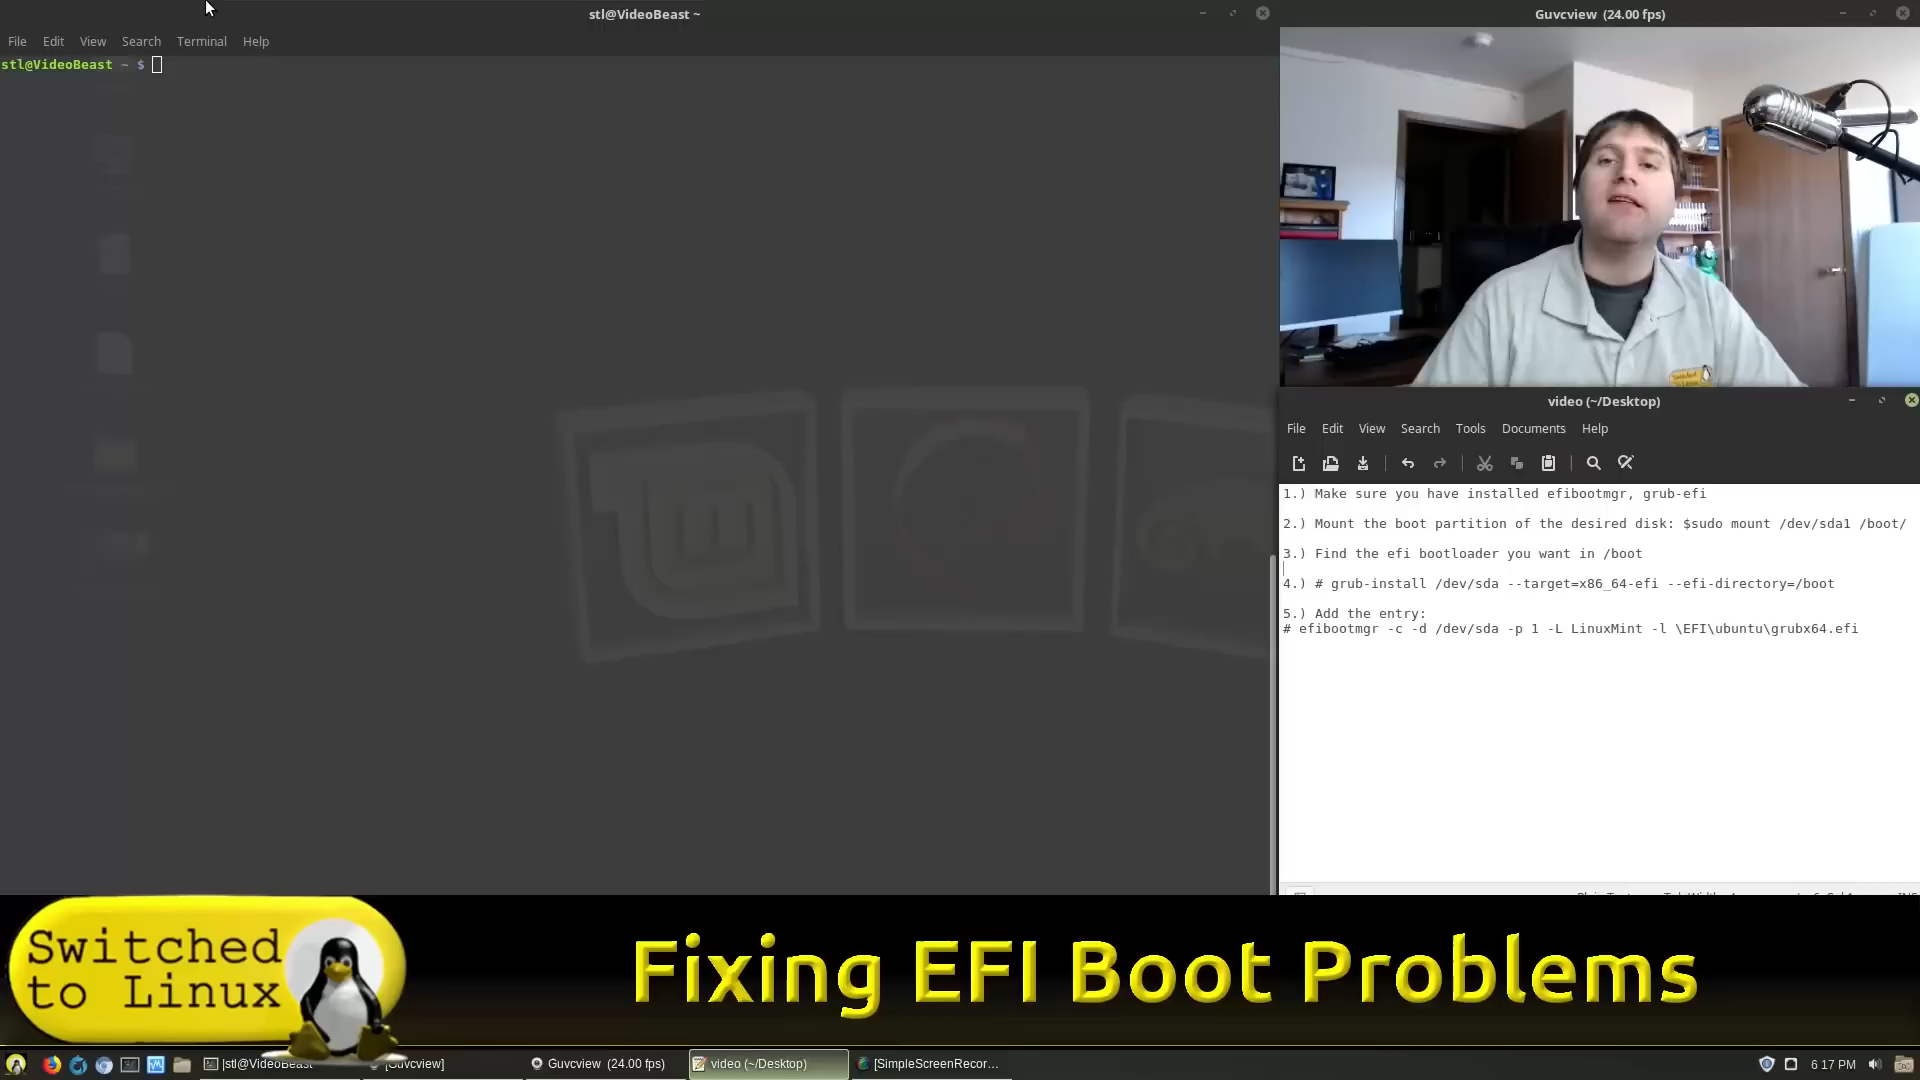 stl@VideoBeast ~
File Edit View Search Terminal Help
stl@VideoBeast ~ $
Guvcview (24.00 fps)
video (~/Desktop)
File Edit View Search Tools Documents Help
1.) Make sure you have installed efibootmgr, grub-efi
2.) Mount the boot partition of the desired disk: $sudo mount /dev/sda1 /boot/
3.) Find the efi bootloader you want in /boot
4.) # grub-install /dev/sda --target=x86_64-efi --efi-directory=/boot
5.) Add the entry:
# efibootmgr -c -d /dev/sda -p 1 -L LinuxMint -l \EFI\ubuntu\grubx64.efi
Switched
to Linux
Fixing EFI Boot Problems
[stl@VideoBeast
[Guvcview]
Guvcview (24.00 fps)
video (~/Desktop)
[SimpleScreenRecor...
6:17 PM